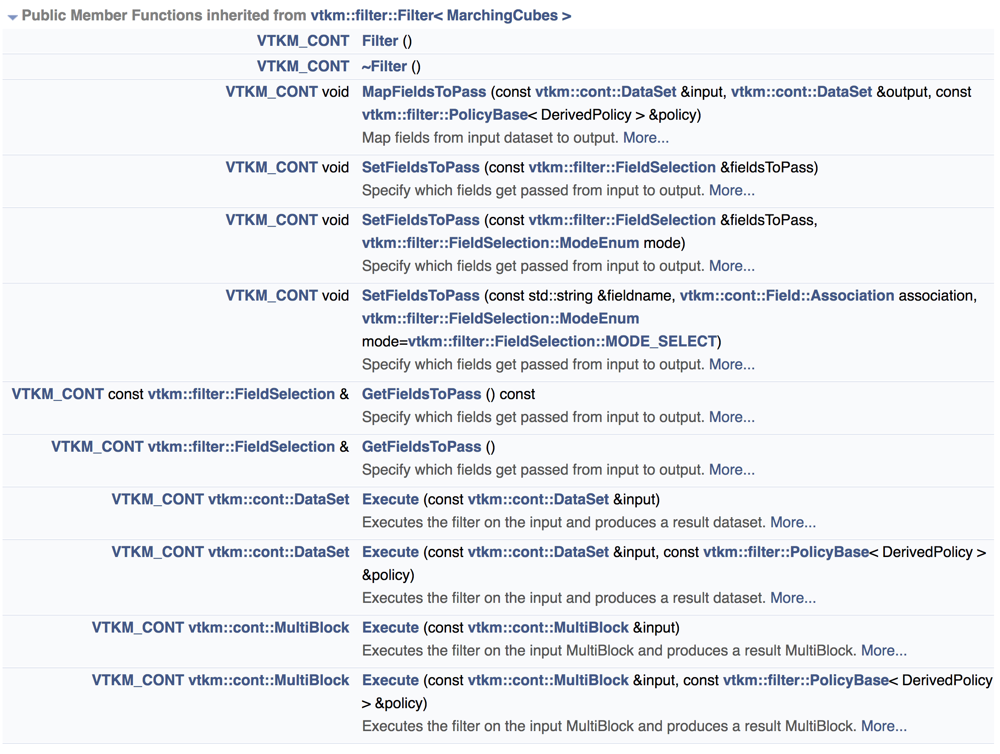 Public Member Functions inherited from vtkm::filter::Filter< MarchingCubes >
VTKM_CONT Filter ()
VTKM_CONT ~Filter ()
VTKM_CONT void MapFieldsToPass (const vtkm::cont::DataSet &input, vtkm::cont::DataSet &output, const
vtkm::filter::PolicyBase< DerivedPolicy > &policy)
Map fields from input dataset to output. More...
VTKM_CONT void SetFieldsToPass (const vtkm::filter::FieldSelection &fieldsToPass)
Specify which fields get passed from input to output. More...
VTKM_CONT void SetFieldsToPass (const vtkm::filter::FieldSelection &fieldsToPass,
vtkm::filter::FieldSelection::ModeEnum mode)
Specify which fields get passed from input to output. More...
VTKM_CONT void SetFieldsToPass (const std::string &fieldname, vtkm::cont::Field::Association association,
vtkm::filter::FieldSelection::ModeEnum
mode=vtkm::filter::FieldSelection::MODE_SELECT)
Specify which fields get passed from input to output. More...
VTKM_CONT const vtkm::filter::FieldSelection & GetFieldsToPass () const
Specify which fields get passed from input to output. More...
VTKM_CONT vtkm::filter::FieldSelection & GetFieldsToPass ()
Specify which fields get passed from input to output. More...
VTKM_CONT vtkm::cont::DataSet Execute (const vtkm::cont::DataSet &input)
Executes the filter on the input and produces a result dataset. More...
VTKM_CONT vtkm::cont::DataSet Execute (const vtkm::cont::DataSet &input, const vtkm::filter::PolicyBase< DerivedPolicy >
&policy)
Executes the filter on the input and produces a result dataset. More...
VTKM_CONT vtkm::cont::MultiBlock Execute (const vtkm::cont::MultiBlock &input)
Executes the filter on the input MultiBlock and produces a result MultiBlock. More...
VTKM_CONT vtkm::cont::MultiBlock Execute (const vtkm::cont::MultiBlock &input, const vtkm::filter::PolicyBase< DerivedPolicy
> &policy)
Executes the filter on the input MultiBlock and produces a result MultiBlock. More...